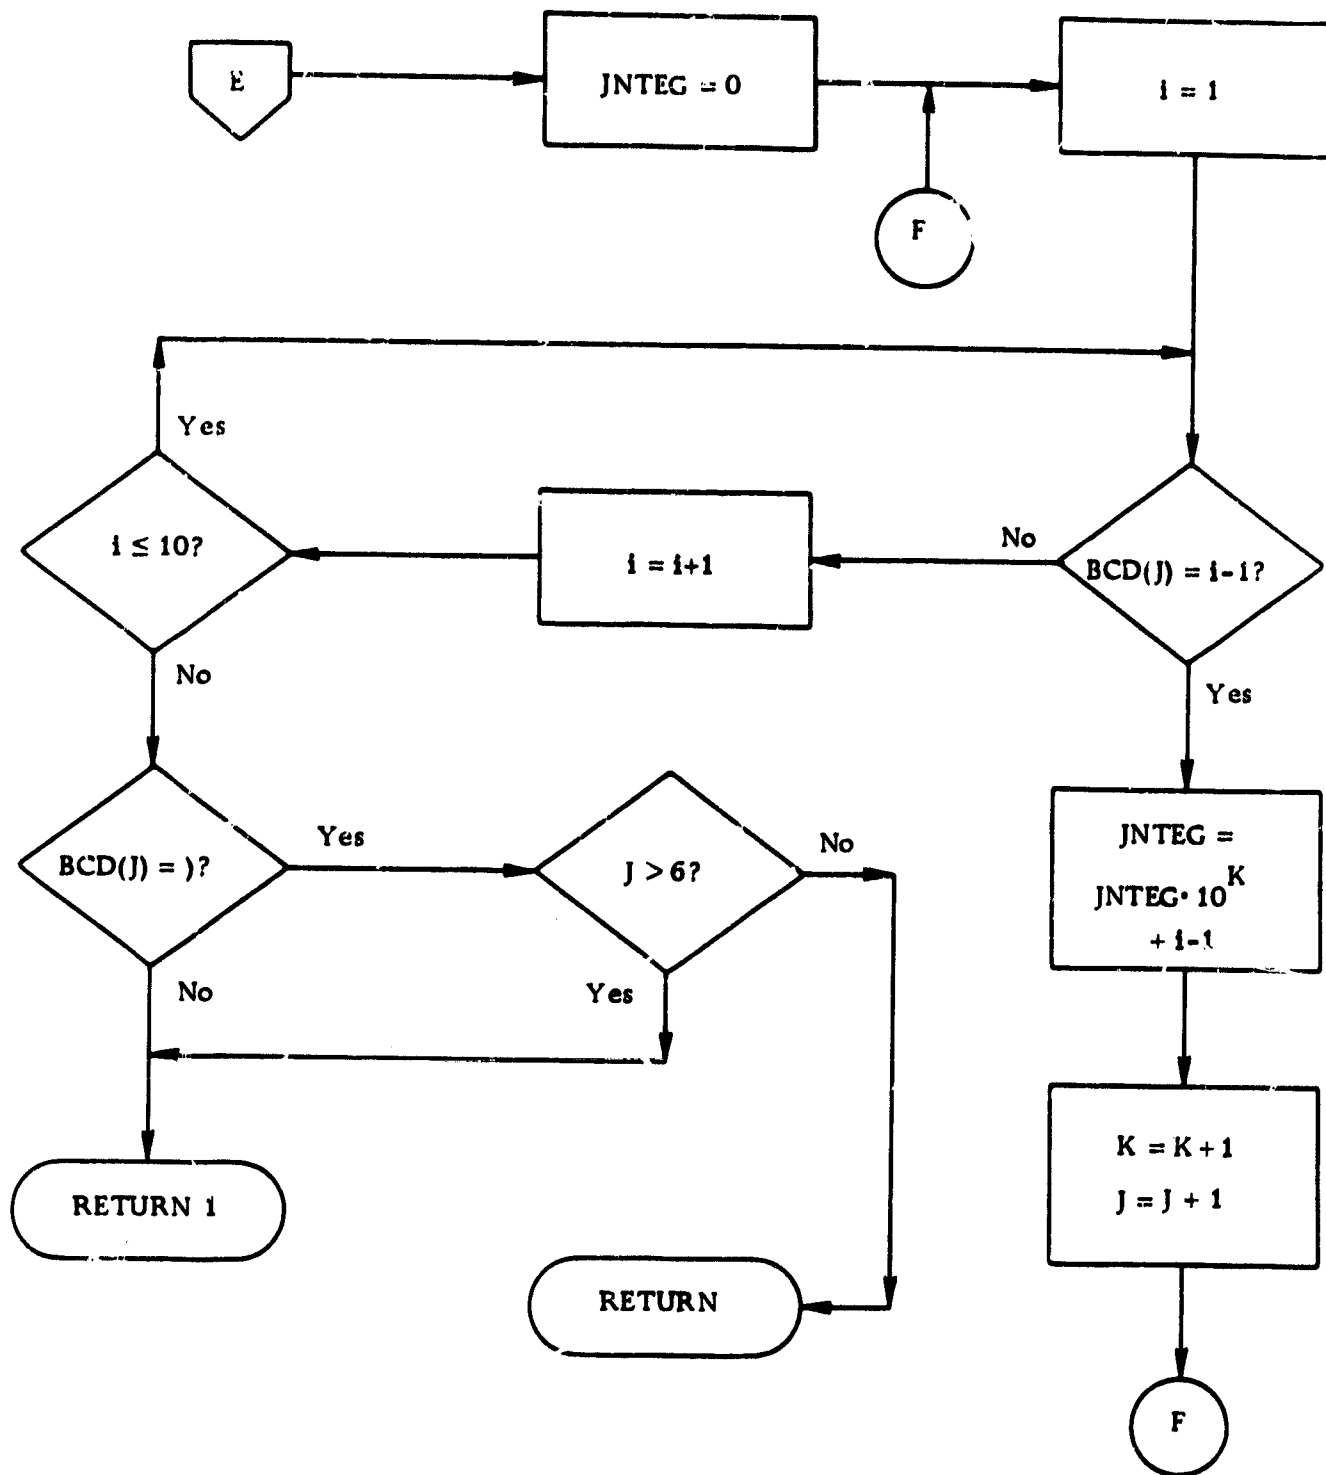 E
JNTEG = 0
i = 1
F
Yes
i ≤ 10?
i = i+1
No
BCD(J) = i-1?
No
Yes
BCD(J) = )?
Yes
J > 6?
No
JNTEG =
JNTEG· 10^K
+ i-1
No
Yes
K = K + 1
J = J + 1
RETURN 1
RETURN
F